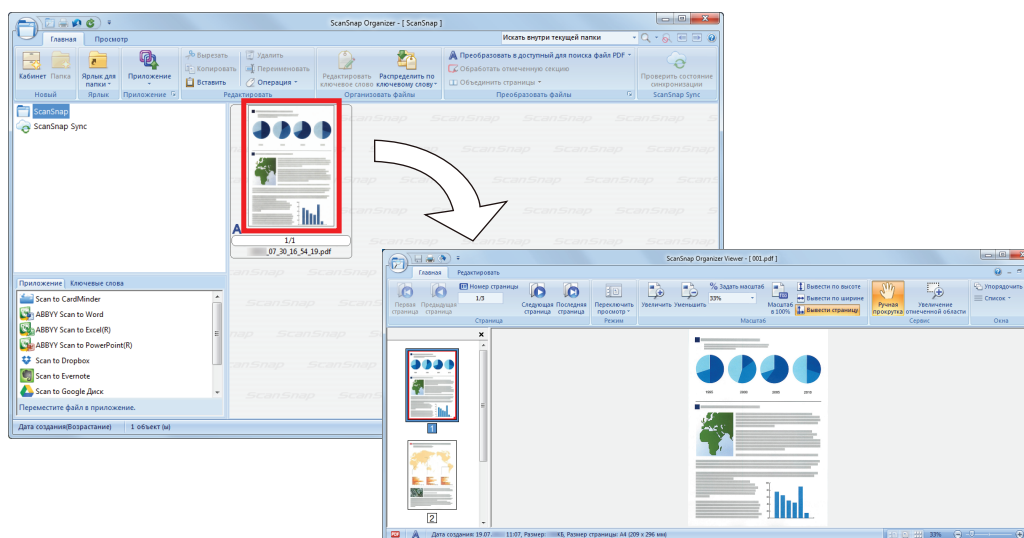 ScanSnap Organizer - [ ScanSnap ]
Главная Просмотр
Искать внутри текущей папки
Кабинет Папка
Ярлык для папки
Приложение
Вырезать
Копировать
Вставить
Удалить
Переименовать
Операция
Редактировать ключевое слово
Распределить по ключевому слову
Преобразовать в доступный для поиска файл PDF
Обработать отмеченную секцию
Объединить страницы
Проверить состояние синхронизации
Новый Ярлык Приложение Редактировать Организовать файлы Преобразовать файлы ScanSnap Sync
ScanSnap
ScanSnap Sync
A
1/1
_07_30_16_54_19.pdf
Приложение Ключевые слова
Scan to CardMinder
ABBYY Scan to Word
ABBYY Scan to Excel(R)
ABBYY Scan to PowerPoint(R)
Scan to Dropbox
Scan to Evernote
Scan to Google Диск
Переместите файл в приложение.
Дата создания(Возрастание) 1 объект (ы)
ScanSnap Organizer Viewer - [ 001.pdf ]
Главная Редактировать
Первая страница
Предыдущая страница
Номер страницы
1/3
Следующая страница
Последняя страница
Переключить просмотр
Увеличить Уменьшить
% Задать масштаб
33%
Масштаб в 100%
Вывести по высоте
Вывести по ширине
Вывести страницу
Ручная прокрутка
Увеличение отмеченной области
Упорядочить
Список
Страница Режим Масштаб Сервис Окна
1
2
1995 2000 2005 2010
PDF A Дата создания: 19.07. 11:07, Размер: КБ, Размер страницы: A4 (209 x 296 мм) 33%